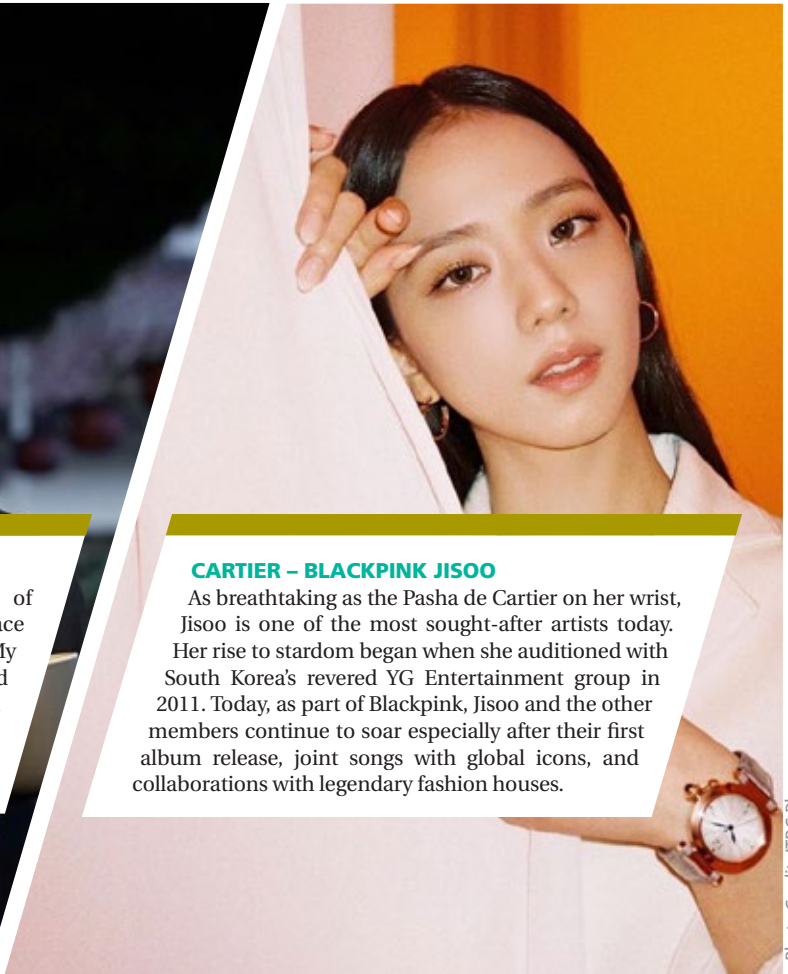 of
My
CARTIER – BLACKPINK JISOO
As breathtaking as the Pasha de Cartier on her wrist,
Jisoo is one of the most sought-after artists today.
Her rise to stardom began when she auditioned with
South Korea’s revered YG Entertainment group in
2011. Today, as part of Blackpink, Jisoo and the other
members continue to soar especially after their first
album release, joint songs with global icons, and
collaborations with legendary fashion houses.